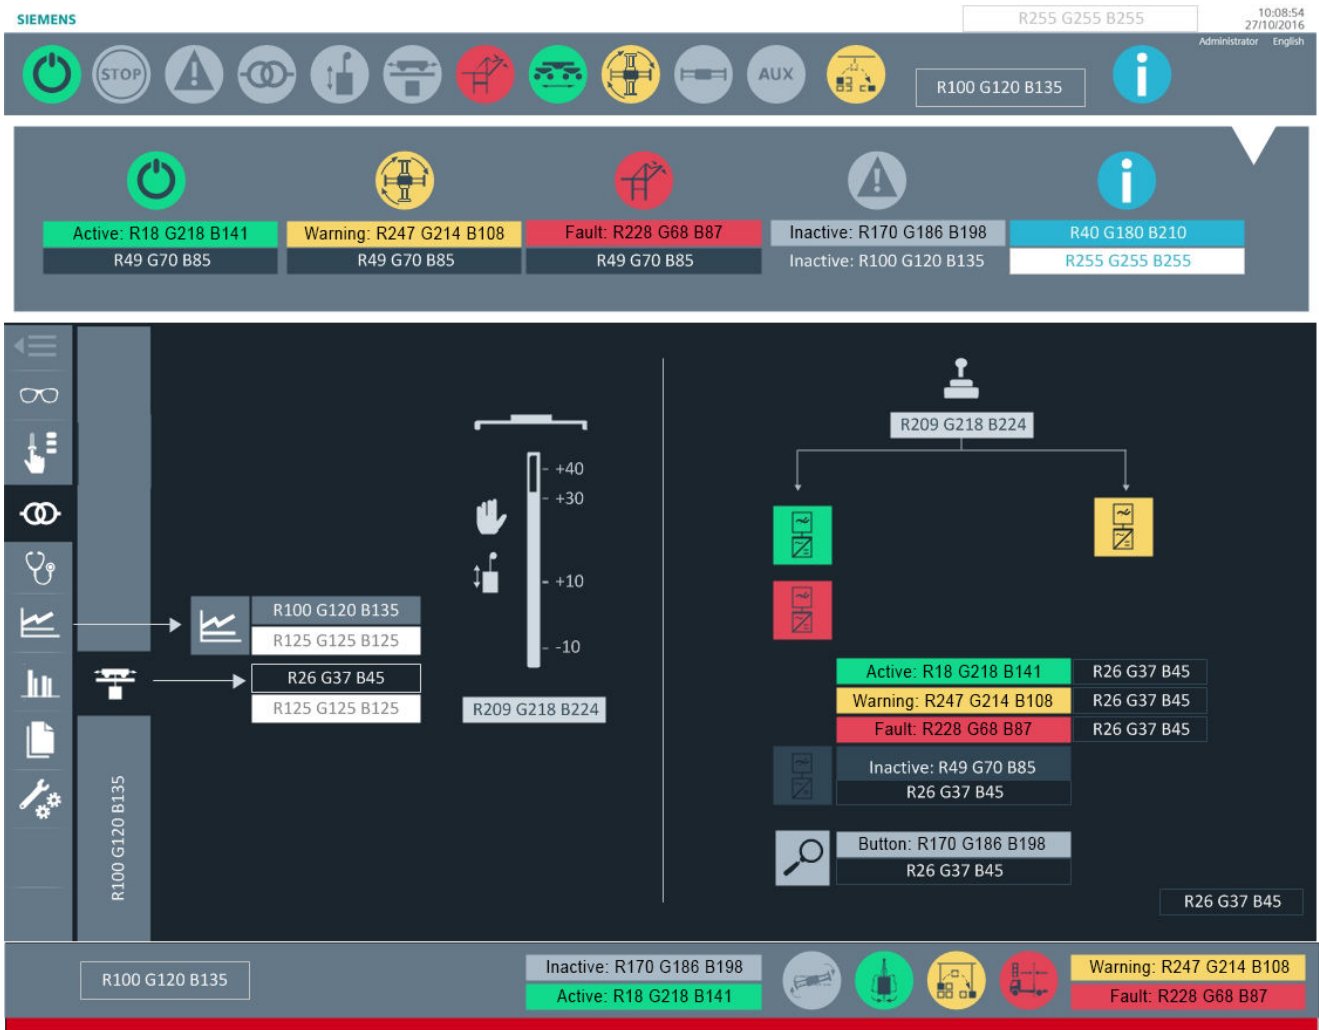 SIEMENS
R255 G255 B255
10:08:54
27/10/2016
Administrator English
STOP
AUX
R100 G120 B135
Active: R18 G218 B141
Warning: R247 G214 B108
Fault: R228 G68 B87
Inactive: R170 G186 B198
R40 G180 B210
R49 G70 B85
R49 G70 B85
R49 G70 B85
Inactive: R100 G120 B135
R255 G255 B255
R209 G218 B224
+40
+30
+10
-10
R100 G120 B135
R125 G125 B125
R26 G37 B45
R125 G125 B125
R209 G218 B224
Active: R18 G218 B141
R26 G37 B45
Warning: R247 G214 B108
R26 G37 B45
Fault: R228 G68 B87
R26 G37 B45
Inactive: R49 G70 B85
R26 G37 B45
R100 G120 B135
Button: R170 G186 B198
R26 G37 B45
R26 G37 B45
R100 G120 B135
Inactive: R170 G186 B198
Active: R18 G218 B141
Warning: R247 G214 B108
Fault: R228 G68 B87